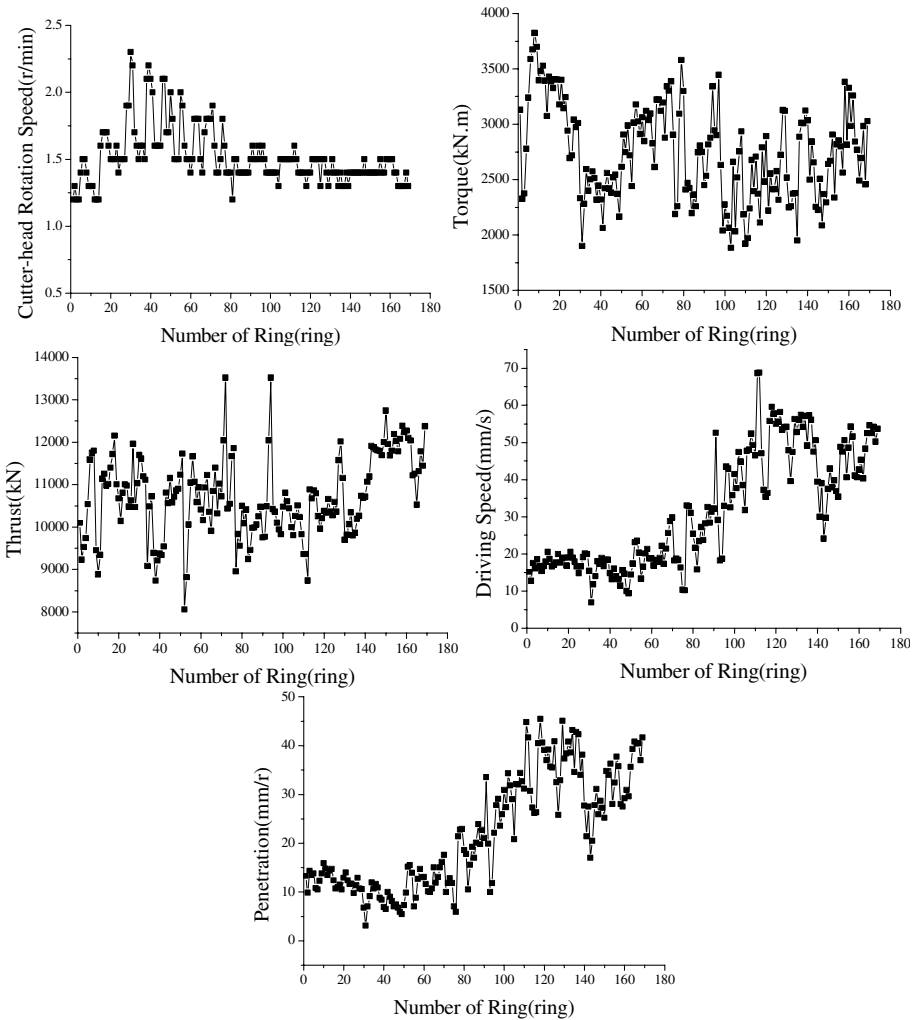 2.5
2.0
1.5
1.0
0.5
0 20 40 60 80 100 120 140 160 180
Cutter-head Rotation Speed(r/min)
Number of Ring(ring)
4000
3500
3000
2500
2000
1500
0 20 40 60 80 100 120 140 160 180
Torque(kN.m)
Number of Ring(ring)
14000
13000
12000
11000
10000
9000
8000
0 20 40 60 80 100 120 140 160 180
Thrust(kN)
Number of Ring(ring)
70
60
50
40
30
20
10
0
0 20 40 60 80 100 120 140 160 180
Driving Speed(mm/s)
Number of Ring(ring)
50
40
30
20
10
0
0 20 40 60 80 100 120 140 160 180
Penetration(mm/r)
Number of Ring(ring)